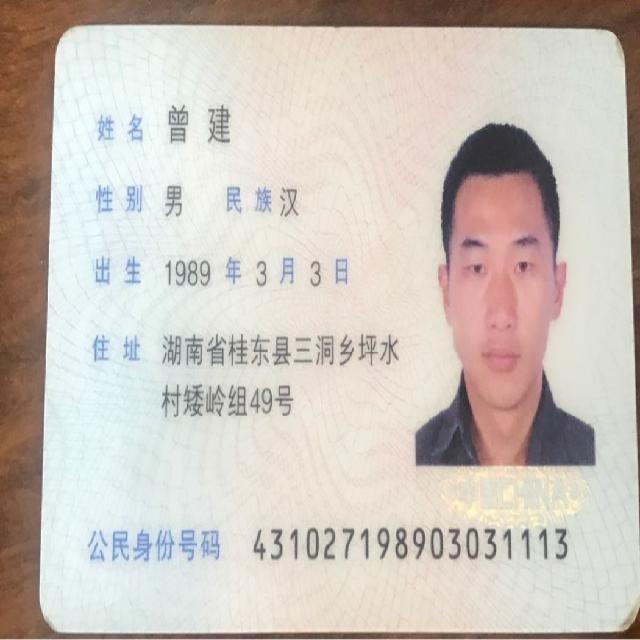 姓名 曾建
性别 男 民族 汉
出生 1989 年 3 月 3 日
住址 湖南省桂东县三洞乡坪水
村矮岭组49号
公民身份号码 431027198903031113